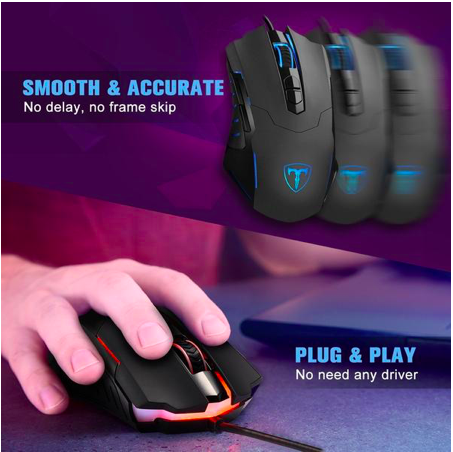 SMOOTH & ACCURATE
No delay, no frame skip
PLUG & PLAY
No need any driver